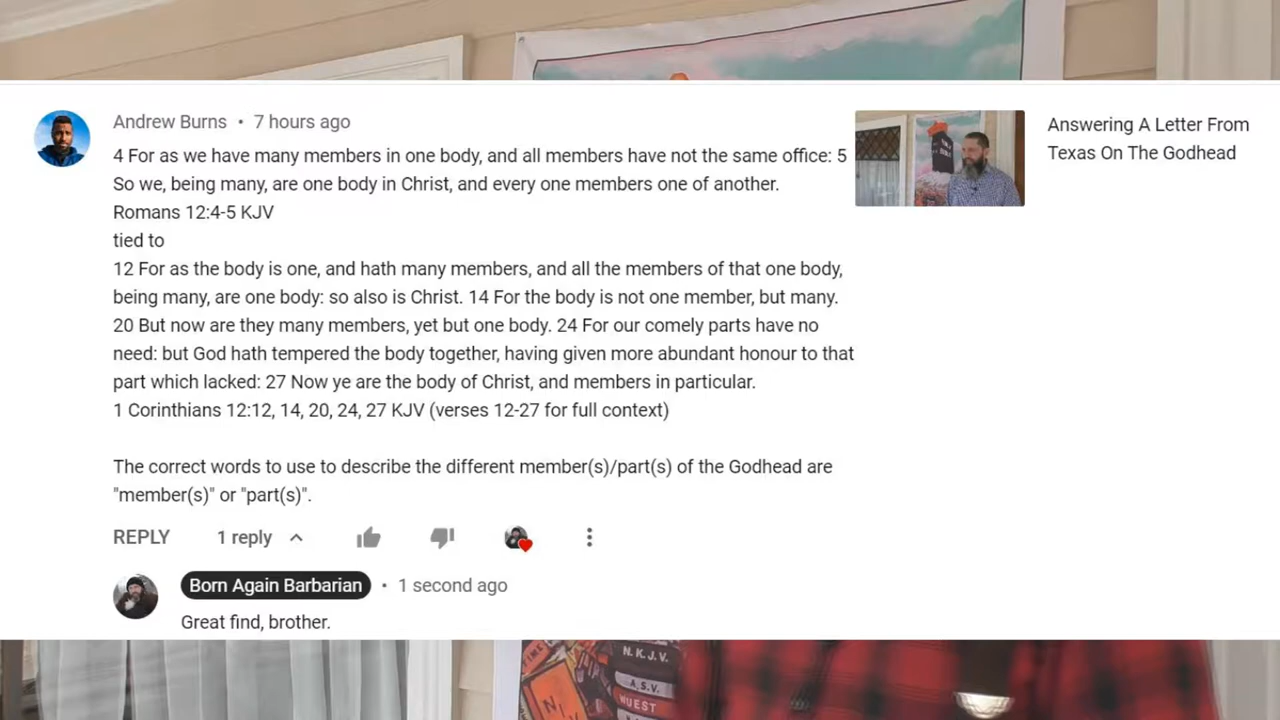 Andrew Burns • 7 hours ago
4 For as we have many members in one body, and all members have not the same office: 5
So we, being many, are one body in Christ, and every one members one of another.
Romans 12:4-5 KJV
tied to
12 For as the body is one, and hath many members, and all the members of that one body,
being many, are one body: so also is Christ. 14 For the body is not one member, but many.
20 But now are they many members, yet but one body. 24 For our comely parts have no
need: but God hath tempered the body together, having given more abundant honour to that
part which lacked: 27 Now ye are the body of Christ, and members in particular.
1 Corinthians 12:12, 14, 20, 24, 27 KJV (verses 12-27 for full context)
The correct words to use to describe the different member(s)/part(s) of the Godhead are
"member(s)" or "part(s)".
REPLY 1 reply
Born Again Barbarian • 1 second ago
Great find, brother.
Answering A Letter From
Texas On The Godhead
N.K.J.V.
A.S.V.
N.I.V